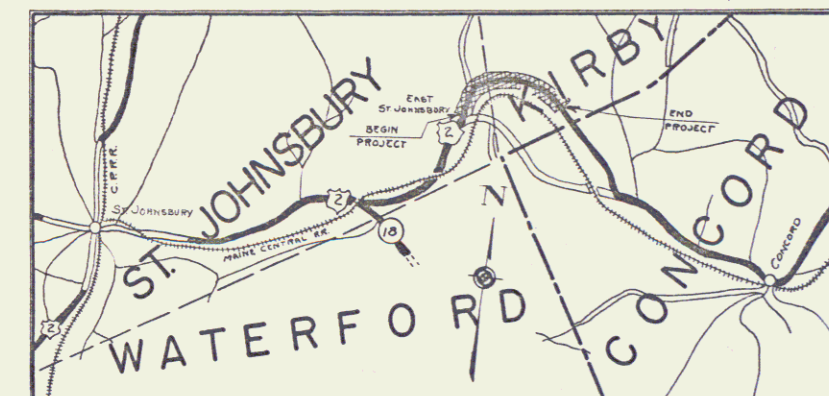 ST. JOHNSBURY
KIRBY
CONCORD
WATERFORD
EAST
ST. JOHNSBURY
BEGIN
PROJECT
END
PROJECT
2
2
2
18
C.P.R.R.
ST. JOHNSBURY
MAINE CENTRAL RR.
N
CONCORD